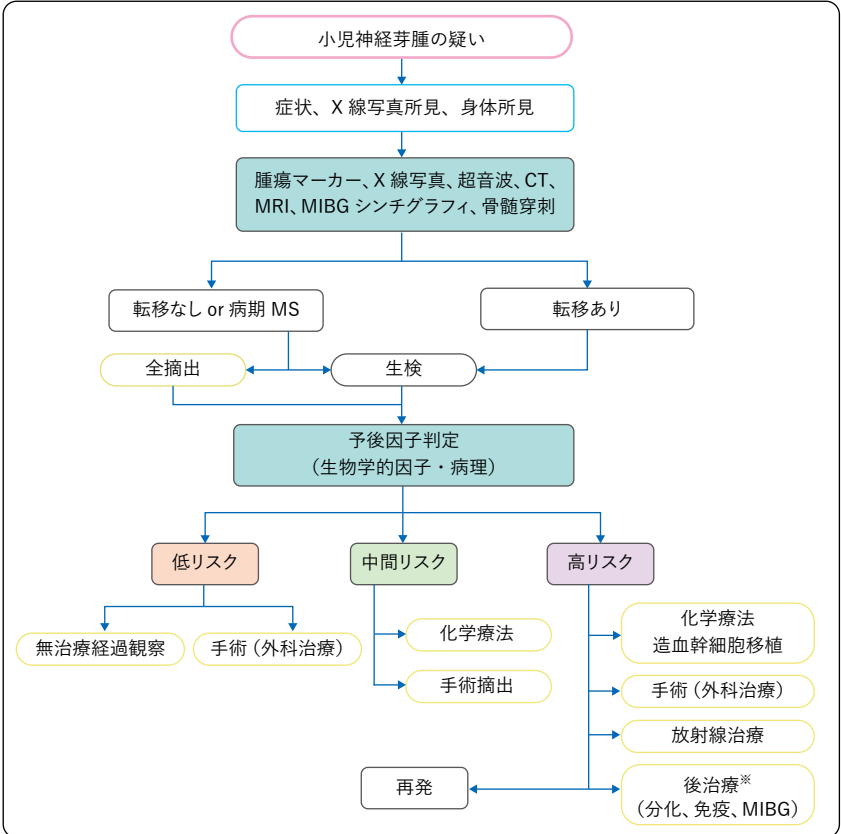 小児神経芽腫の疑い
症状、X 線写真所見、身体所見
腫瘍マーカー、X 線写真、超音波、CT、
MRI、MIBG シンチグラフィ、骨髄穿刺
転移なし or 病期 MS
転移あり
全摘出
生検
予後因子判定
（生物学的因子・病理）
低リスク
中間リスク
高リスク
無治療経過観察
手術（外科治療）
化学療法
手術摘出
化学療法
造血幹細胞移植
手術（外科治療）
放射線治療
再発
後治療※
（分化、免疫、MIBG）